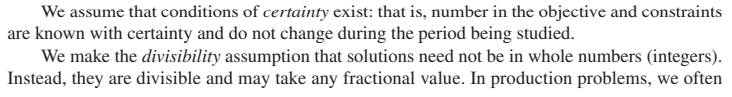 We assume that conditions of certainty exist: that is, number in the objective and constraints
are known with certainty and do not change during the period being studied.
We make the divisibility assumption that solutions need not be in whole numbers (integers).
Instead, they are divisible and may take any fractional value. In production problems, we often